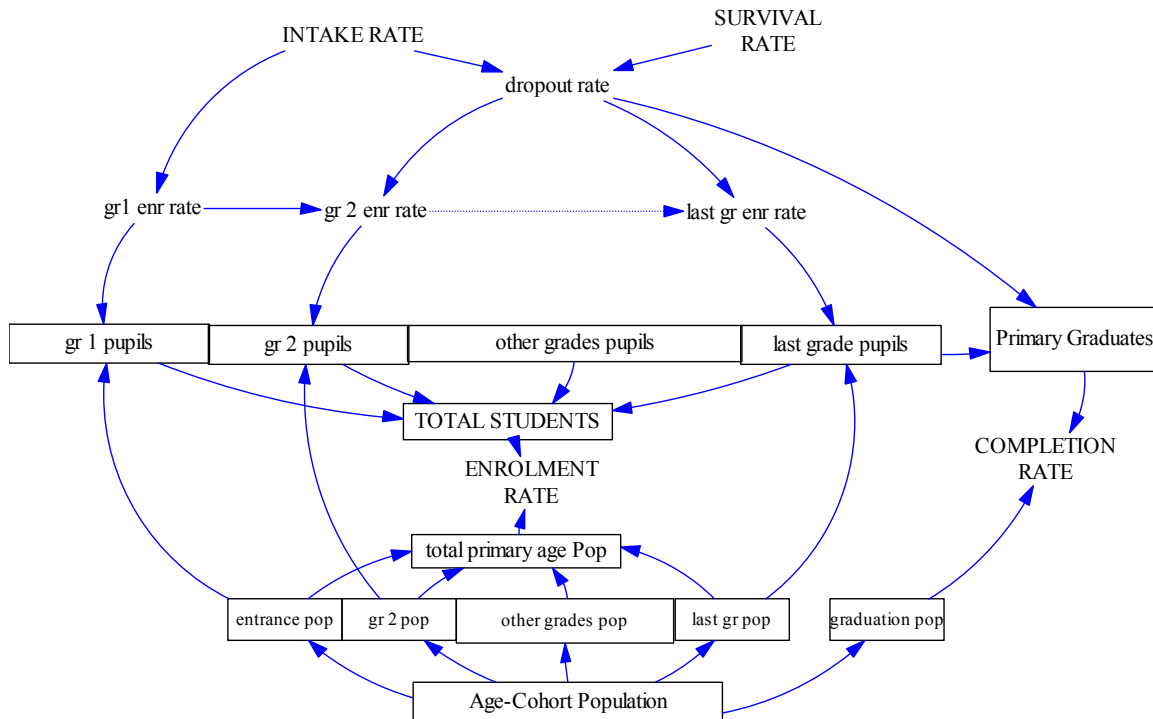 INTAKE RATE
SURVIVAL
RATE
dropout rate
gr1 enr rate
gr 2 enr rate
last gr enr rate
gr 1 pupils
gr 2 pupils
other grades pupils
last grade pupils
Primary Graduates
TOTAL STUDENTS
ENROLMENT
RATE
COMPLETION
RATE
total primary age Pop
entrance pop
gr 2 pop
other grades pop
last gr pop
graduation pop
Age-Cohort Population